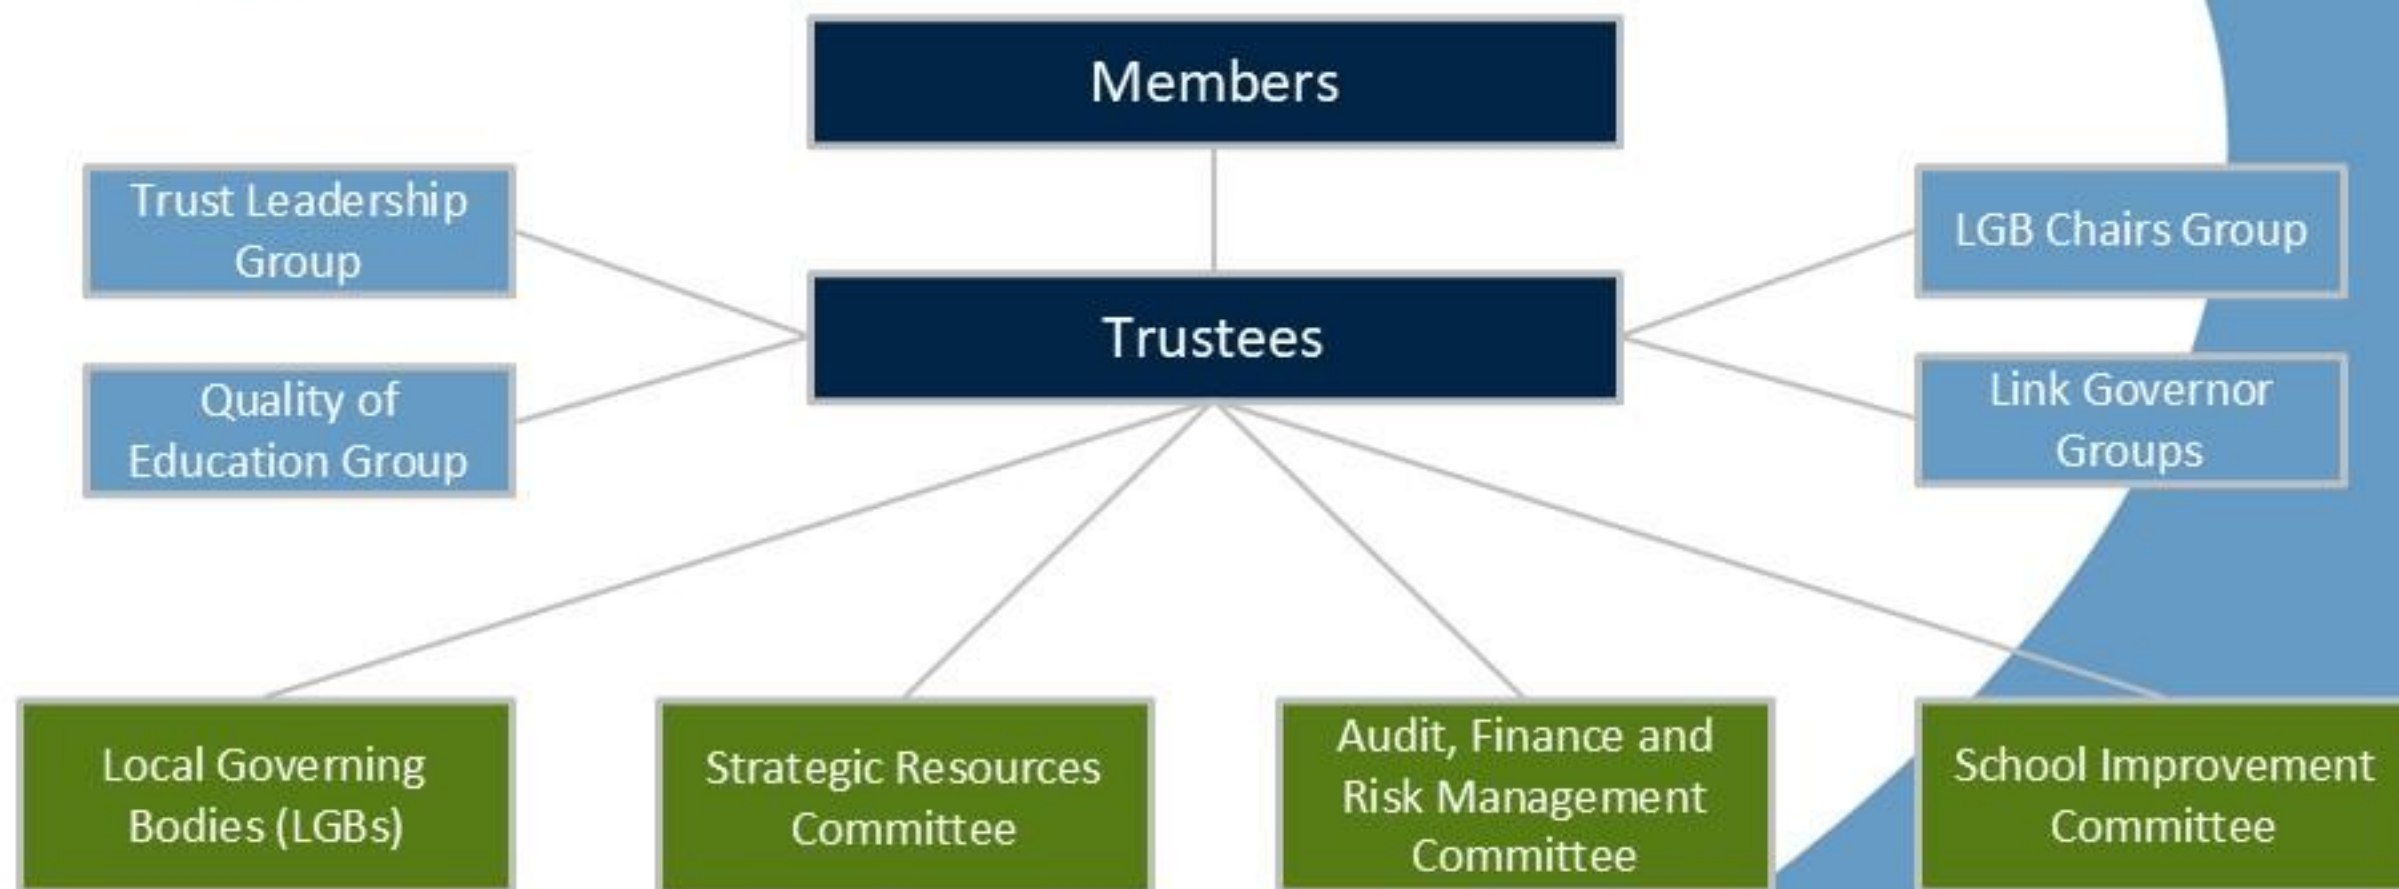 Members
Trust Leadership
Group
LGB Chairs Group
Trustees
Quality of
Education Group
Link Governor
Groups
Local Governing
Bodies (LGBs)
Strategic Resources
Committee
Audit, Finance and
Risk Management
Committee
School Improvement
Committee